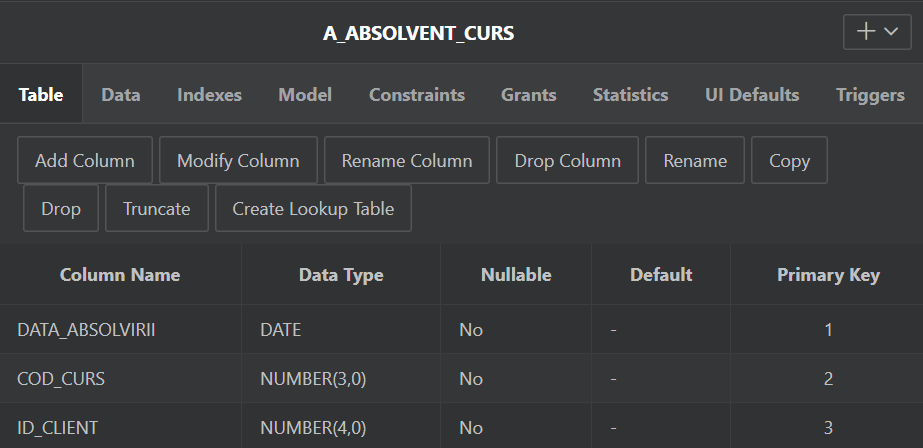 A_ABSOLVENT_CURS
Table Data Indexes Model Constraints Grants Statistics UI Defaults Triggers
Add Column Modify Column Rename Column Drop Column Rename Copy
Drop Truncate Create Lookup Table
Column Name Data Type Nullable Default Primary Key
DATA_ABSOLVIRII DATE No - 1
COD_CURS NUMBER(3,0) No - 2
ID_CLIENT NUMBER(4,0) No - 3